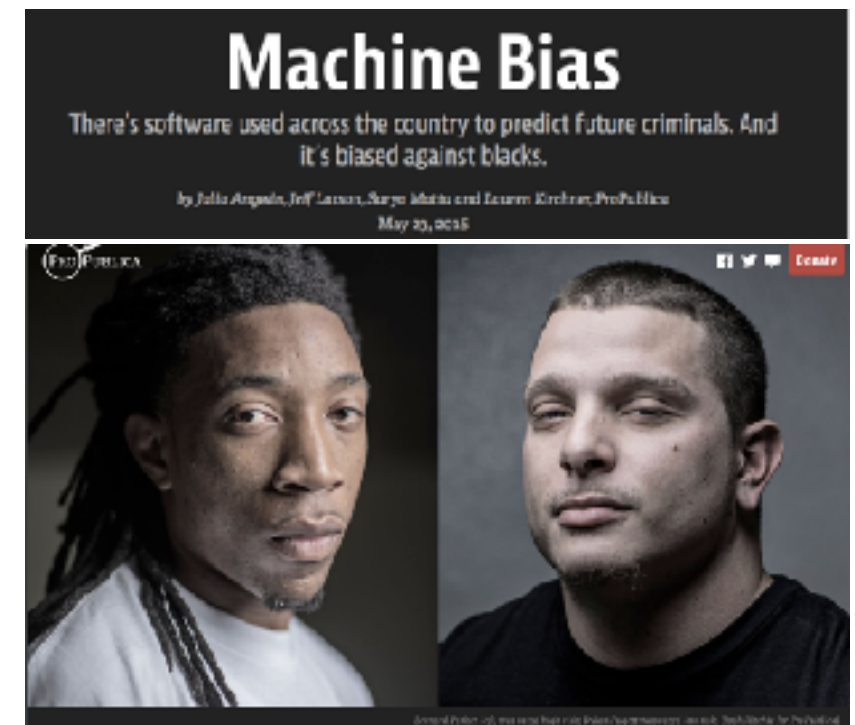 Machine Bias
There's software used across the country to predict future criminals. And
it's biased against blacks.
by Julia Angwin, Jeff Larson, Surya Mattu and Lauren Kirchner, ProPublica
May 23, 2016
PROPUBLICA
Donate